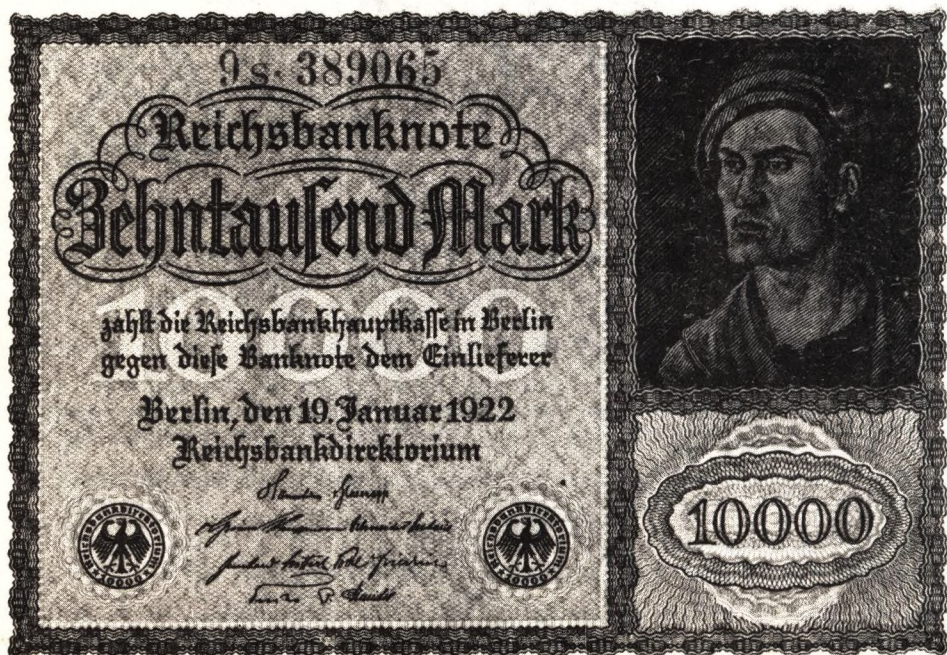 9s· 389065
Reichsbanknote
Zehntausend Mark
10000
zahlt die Reichsbankhauptkasse in Berlin
gegen diese Banknote dem Einlieferer
Berlin, den 19. Januar 1922
Reichsbankdirektorium
10000